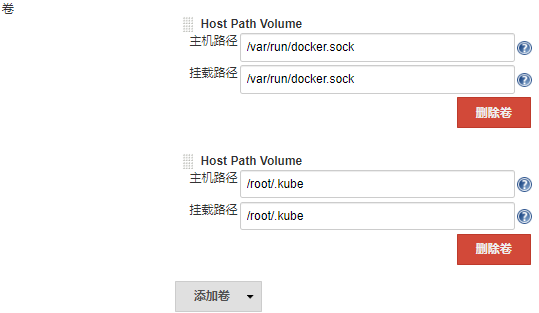 卷
Host Path Volume
主机路径 /var/run/docker.sock
挂载路径 /var/run/docker.sock
删除卷
Host Path Volume
主机路径 /root/.kube
挂载路径 /root/.kube
删除卷
添加卷